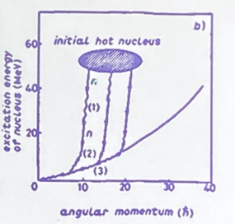 b)
60
initial hot nucleus
40
(1)
n
20
(2)
(3)
0 10 20 30 40
excitation energy
of nucleus (MeV)
angular momentum (ħ)